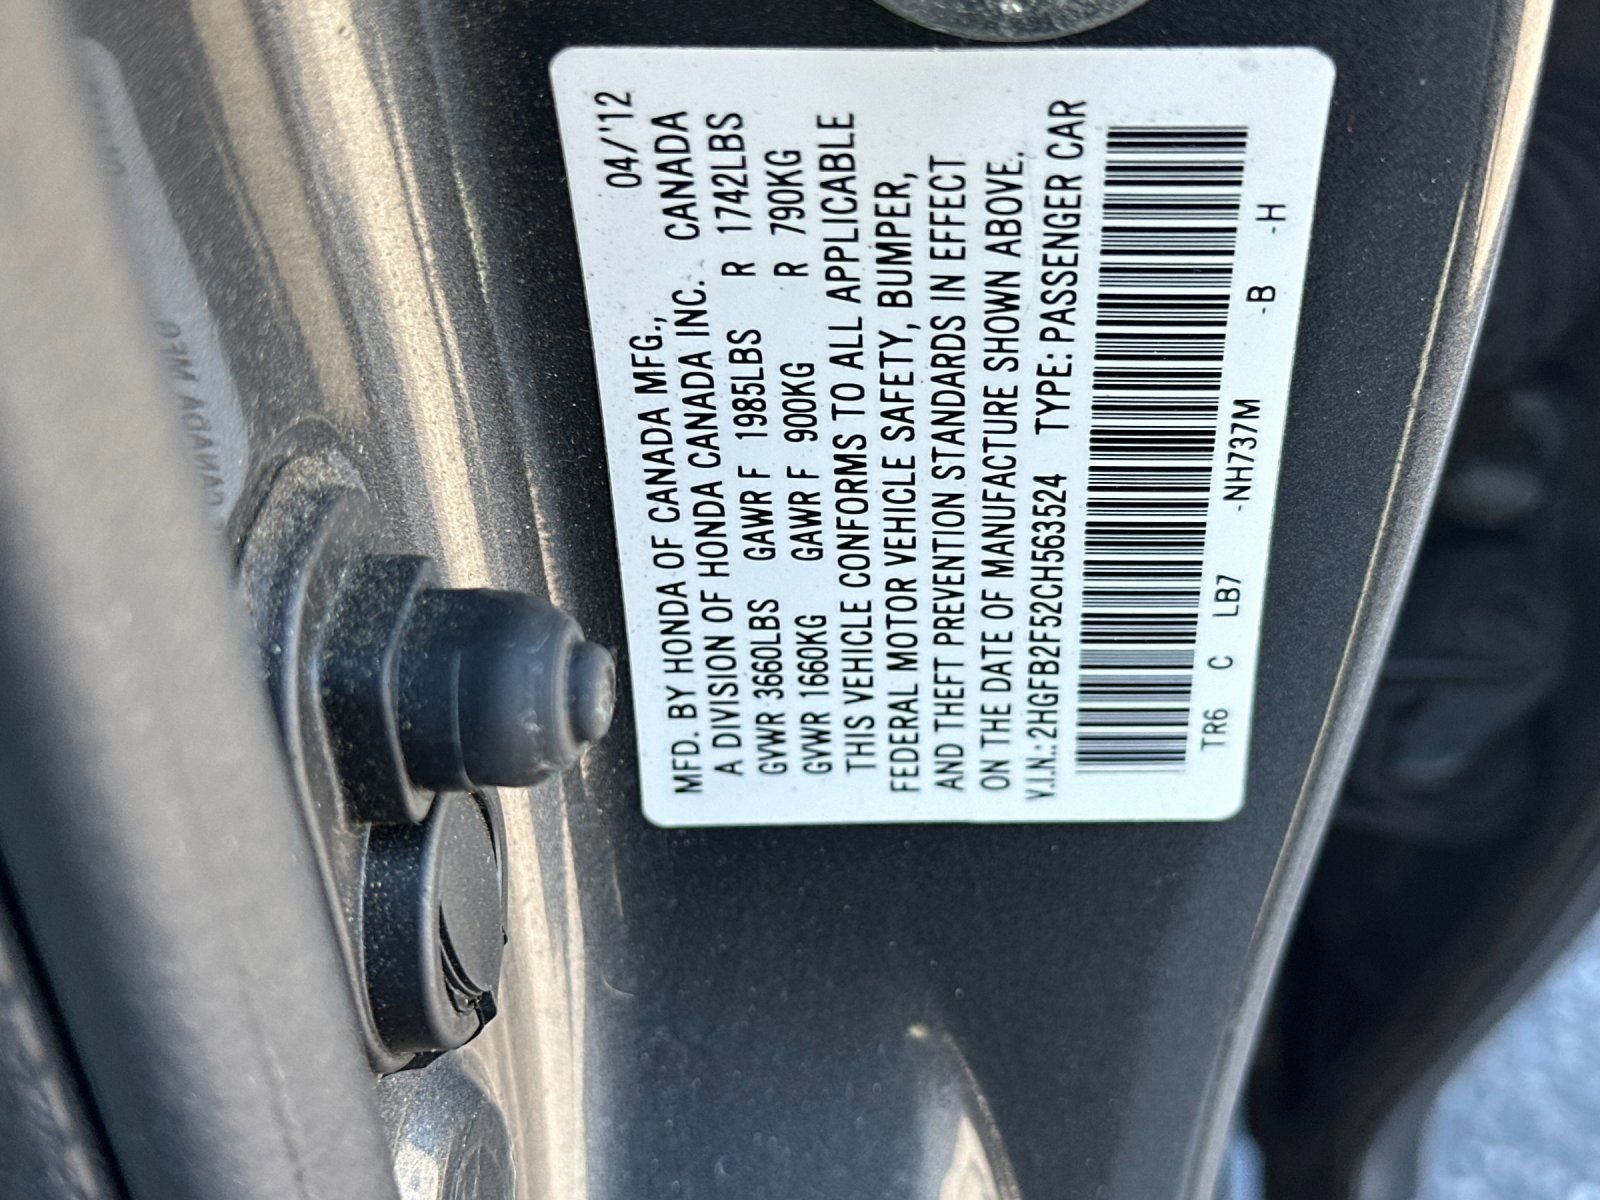 MFD. BY HONDA OF CANADA MFG., 04/'12
A DIVISION OF HONDA CANADA INC. CANADA
GVWR 3660LBS GAWR F 1985LBS R 1742LBS
GVWR 1660KG GAWR F 900KG R 790KG
THIS VEHICLE CONFORMS TO ALL APPLICABLE
FEDERAL MOTOR VEHICLE SAFETY, BUMPER,
AND THEFT PREVENTION STANDARDS IN EFFECT
ON THE DATE OF MANUFACTURE SHOWN ABOVE.
V.I.N.: 2HGFB2F52CH563524 TYPE: PASSENGER CAR
TR6 C LB7 -NH737M -B -H